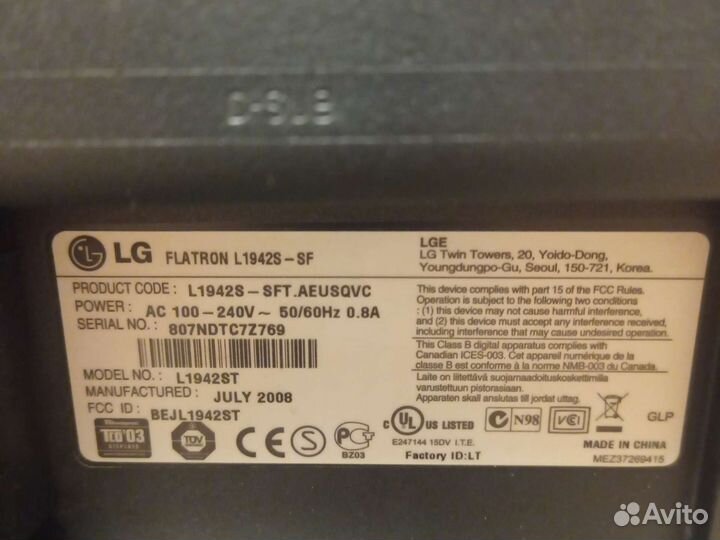 D-SUB
LG FLATRON L1942S-SF
PRODUCT CODE: L1942S-SFT.AEUSQVC
POWER: AC 100-240V~ 50/60Hz 0.8A
SERIAL NO.: 807NDTC7Z769
MODEL NO.: L1942ST
MANUFACTURED: JULY 2008
FCC ID: BEJL1942ST
TCO'03
DISPLAYS
TÜV
BZ03
LGE
LG Twin Towers, 20, Yoido-Dong,
Youngdungpo-Gu, Seoul, 150-721, Korea.
This device complies with part 15 of the FCC Rules.
Operation is subject to the following two conditions
: (1) this device may not cause harmful interference,
and (2) this device must accept any interference received,
including interference that may cause undesired operation.
This Class B digital apparatus complies with
Canadian ICES-003. Cet appareil numérique de la
classe B est conforme à la norme NMB-003 du Canada.
Laite on liitettävä suojamaadoituskoskettimilla
varustettuun pistorasiaan.
Apparaten skall anslutas till jordat uttag.
C UL US LISTED
E247144 15DV I.T.E.
N98
VCI
GLP
Factory ID:LT
MADE IN CHINA
MEZ37269415
Avito